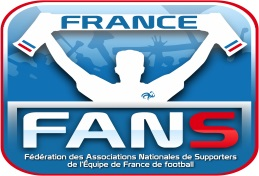 FRANCE
FANS
Fédération des Associations Nationales de Supporters
de l'Équipe de France de football